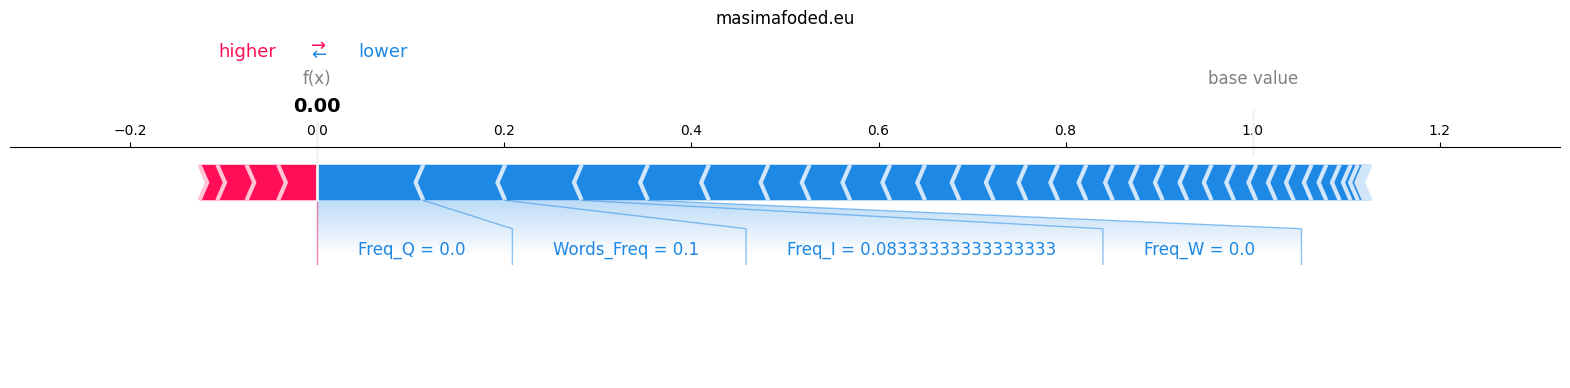 masimafoded.eu
higher → lower
←
f(x) base value
0.00
−0.2 0.0 0.2 0.4 0.6 0.8 1.0 1.2
Freq_Q = 0.0 Words_Freq = 0.1 Freq_I = 0.08333333333333333 Freq_W = 0.0